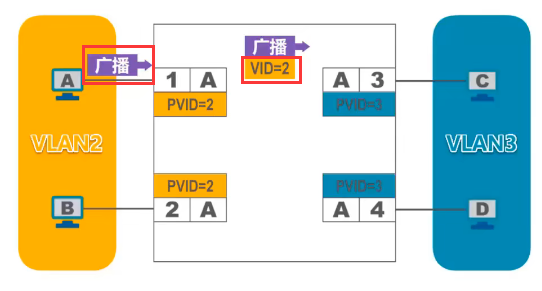 广播
VID=2
A
广播
1 A
PVID=2
A 3
PVID=3
C
VLAN2
VLAN3
B
PVID=2
2 A
PVID=3
A 4
D